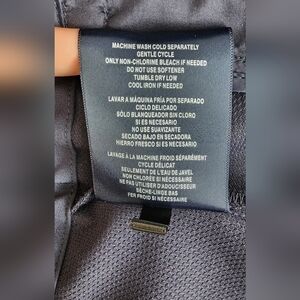 MACHINE WASH COLD SEPARATELY
GENTLE CYCLE
ONLY NON-CHLORINE BLEACH IF NEEDED
DO NOT USE SOFTENER
TUMBLE DRY LOW
COOL IRON IF NEEDED
LAVAR A MÁQUINA FRÍA POR SEPARADO
CICLO DELICADO
SÓLO BLANQUEADOR SIN CLORO
SI ES NECESARIO
NO USE SUAVIZANTE
SECADO BAJO EN SECADORA
HIERRO FRESCO SI ES NECESARIO
LAVAGE À LA MACHINE FROID SÉPARÉMENT
CYCLE DÉLICAT
SEULEMENT DE L'EAU DE JAVEL
NON CHLORÉE SI NÉCESSAIRE
NE PAS UTILISER D'ADOUCISSEUR
SÈCHE-LINGE BAS
FER FROID SI NÉCESSAIRE